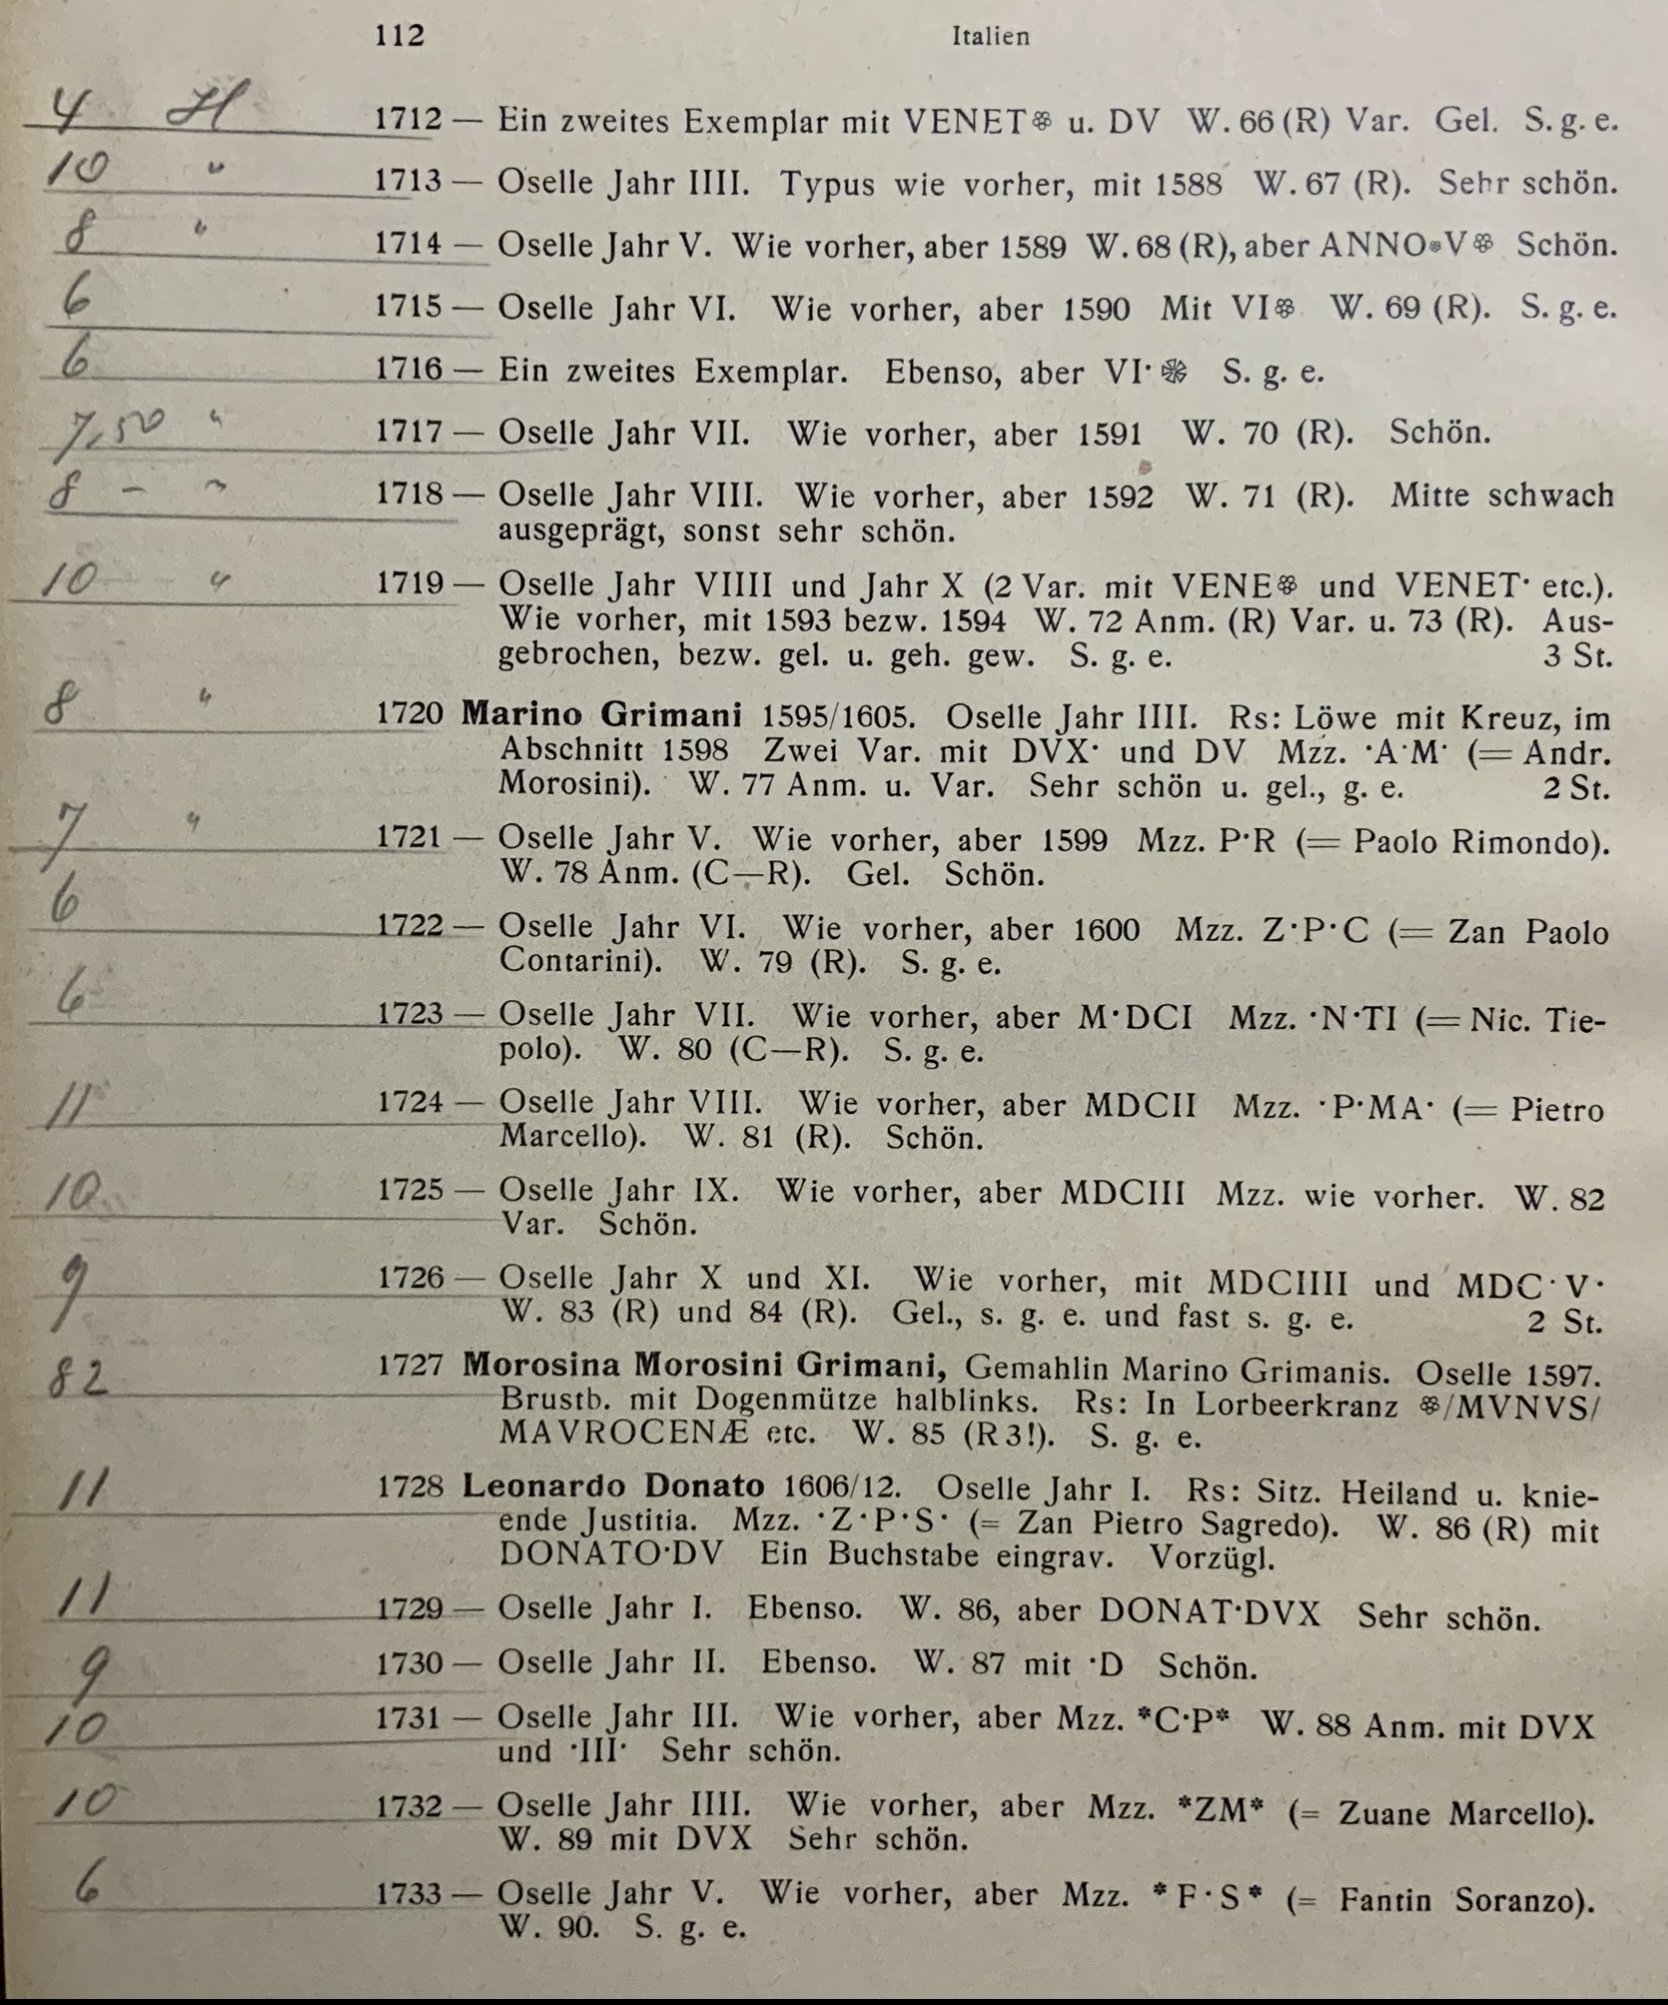 112 Italien
4 H 1712 — Ein zweites Exemplar mit VENET❀ u. DV W. 66 (R) Var. Gel. S. g. e.
10 " 1713 — Oselle Jahr IIII. Typus wie vorher, mit 1588 W. 67 (R). Sehr schön.
8 " 1714 — Oselle Jahr V. Wie vorher, aber 1589 W. 68 (R), aber ANNO•V❀ Schön.
6 1715 — Oselle Jahr VI. Wie vorher, aber 1590 Mit VI❀ W. 69 (R). S. g. e.
6 1716 — Ein zweites Exemplar. Ebenso, aber VI·❀ S. g. e.
7,50 " 1717 — Oselle Jahr VII. Wie vorher, aber 1591 W. 70 (R). Schön.
8 – " 1718 — Oselle Jahr VIII. Wie vorher, aber 1592 W. 71 (R). Mitte schwach
ausgeprägt, sonst sehr schön.
10 " 1719 — Oselle Jahr VIIII und Jahr X (2 Var. mit VENE❀ und VENET· etc.).
Wie vorher, mit 1593 bezw. 1594 W. 72 Anm. (R) Var. u. 73 (R). Aus-
gebrochen, bezw. gel. u. geh. gew. S. g. e. 3 St.
8 " 1720 Marino Grimani 1595/1605. Oselle Jahr IIII. Rs: Löwe mit Kreuz, im
Abschnitt 1598 Zwei Var. mit DVX· und DV Mzz. ·A·M· (= Andr.
Morosini). W. 77 Anm. u. Var. Sehr schön u. gel., g. e. 2 St.
7 " 1721 — Oselle Jahr V. Wie vorher, aber 1599 Mzz. P·R (= Paolo Rimondo).
W. 78 Anm. (C—R). Gel. Schön.
6 1722 — Oselle Jahr VI. Wie vorher, aber 1600 Mzz. Z·P·C (= Zan Paolo
Contarini). W. 79 (R). S. g. e.
6 1723 — Oselle Jahr VII. Wie vorher, aber M·DCI Mzz. ·N·TI (= Nic. Tie-
polo). W. 80 (C—R). S. g. e.
11 1724 — Oselle Jahr VIII. Wie vorher, aber MDCII Mzz. ·P·MA· (= Pietro
Marcello). W. 81 (R). Schön.
10 1725 — Oselle Jahr IX. Wie vorher, aber MDCIII Mzz. wie vorher. W. 82
Var. Schön.
9 1726 — Oselle Jahr X und XI. Wie vorher, mit MDCIIII und MDC·V·
W. 83 (R) und 84 (R). Gel., s. g. e. und fast s. g. e. 2 St.
82 1727 Morosina Morosini Grimani, Gemahlin Marino Grimanis. Oselle 1597.
Brustb. mit Dogenmütze halblinks. Rs: In Lorbeerkranz ❀/MVNVS/
MAVROCENÆ etc. W. 85 (R3!). S. g. e.
11 1728 Leonardo Donato 1606/12. Oselle Jahr I. Rs: Sitz. Heiland u. knie-
ende Justitia. Mzz. ·Z·P·S· (= Zan Pietro Sagredo). W. 86 (R) mit
DONATO·DV Ein Buchstabe eingrav. Vorzügl.
11 1729 — Oselle Jahr I. Ebenso. W. 86, aber DONAT·DVX Sehr schön.
9 1730 — Oselle Jahr II. Ebenso. W. 87 mit ·D Schön.
10 1731 — Oselle Jahr III. Wie vorher, aber Mzz. *C·P* W. 88 Anm. mit DVX
und ·III· Sehr schön.
10 1732 — Oselle Jahr IIII. Wie vorher, aber Mzz. *ZM* (= Zuane Marcello).
W. 89 mit DVX Sehr schön.
6 1733 — Oselle Jahr V. Wie vorher, aber Mzz. *F·S* (= Fantin Soranzo).
W. 90. S. g. e.